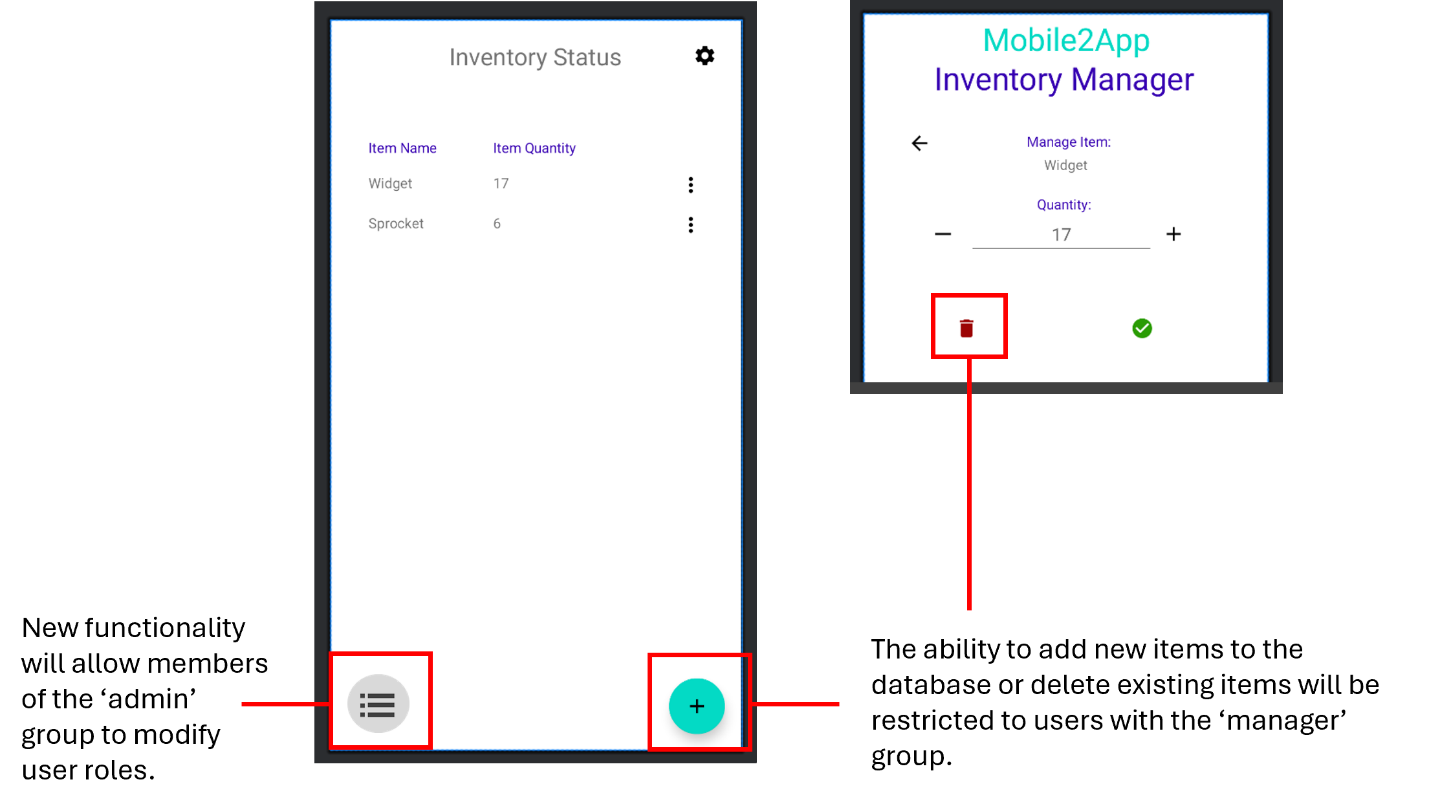 Inventory Status
Item Name Item Quantity
Widget 17
Sprocket 6
Mobile2App
Inventory Manager
Manage Item:
Widget
Quantity:
17
New functionality
will allow members
of the ‘admin’
group to modify
user roles.
The ability to add new items to the
database or delete existing items will be
restricted to users with the ‘manager’
group.